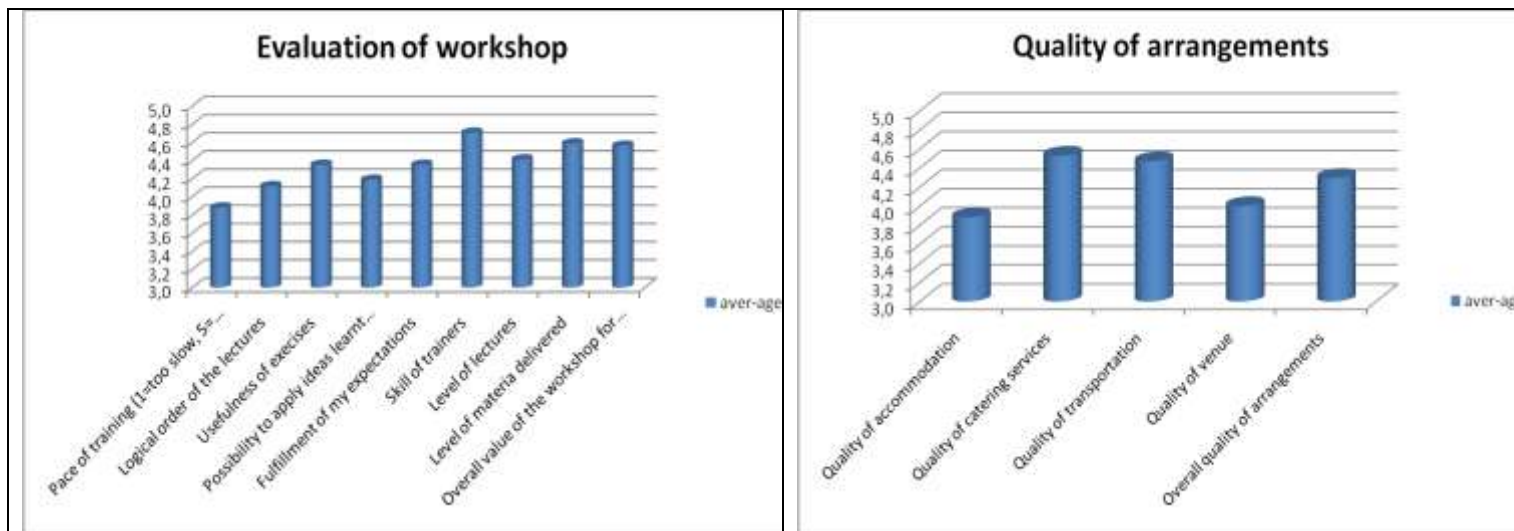 Evaluation of workshop
5,0
4,8
4,6
4,4
4,2
4,0
3,8
3,6
3,4
3,2
3,0
Pace of training (1=too slow, 5=...
Logical order of the lectures
Usefulness of execises
Possibility to apply ideas learnt...
Fulfillment of my expectations
Skill of trainers
Level of lectures
Level of materia delivered
Overall value of the workshop for...
aver-age
Quality of arrangements
5,0
4,8
4,6
4,4
4,2
4,0
3,8
3,6
3,4
3,2
3,0
Quality of accommodation
Quality of catering services
Quality of transportation
Quality of venue
Overall quality of arrangements
aver-ag